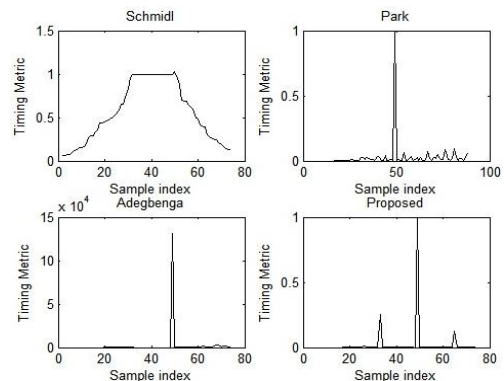 Schmidl
1.5
1
0.5
0
0 20 40 60 80
Timing Metric
Sample index
Park
1
0.5
0
0 50 100
Timing Metric
Sample index
Adegbenga
x 10^4
15
10
5
0
0 20 40 60 80
Timing Metric
Sample index
Proposed
1
0.5
0
0 20 40 60 80
Timing Metric
Sample index